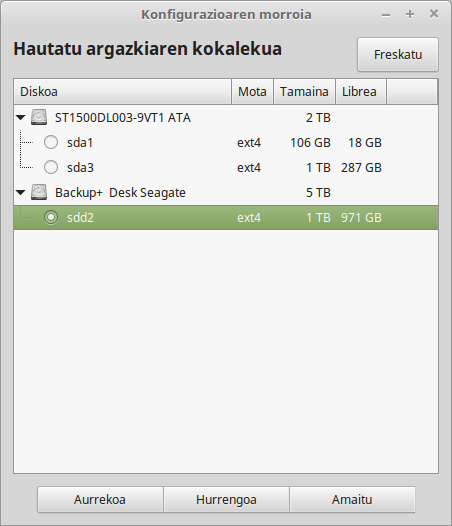 Konfigurazioaren morroia
Hautatu argazkiaren kokalekua
Freskatu
Diskoa Mota Tamaina Librea
ST1500DL003-9VT1 ATA 2 TB
sda1 ext4 106 GB 18 GB
sda3 ext4 1 TB 287 GB
Backup+ Desk Seagate 5 TB
sdd2 ext4 1 TB 971 GB
Aurrekoa Hurrengoa Amaitu